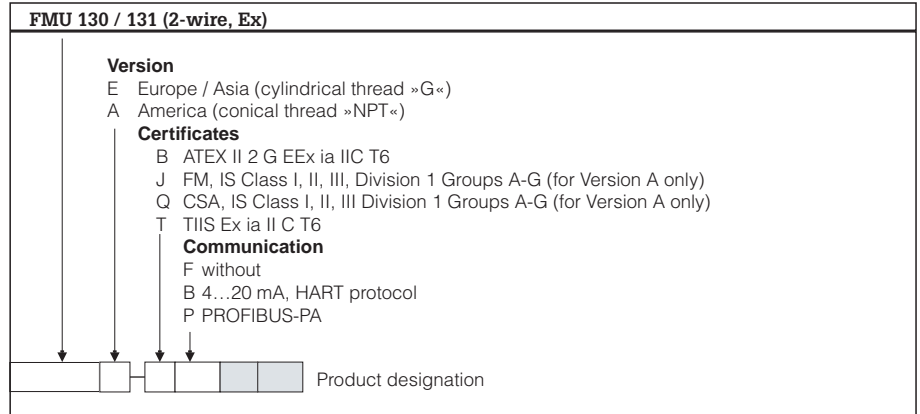 FMU 130 / 131 (2-wire, Ex)
Version
E Europe / Asia (cylindrical thread »G«)
A America (conical thread »NPT«)
Certificates
B ATEX II 2 G EEx ia IIC T6
J FM, IS Class I, II, III, Division 1 Groups A-G (for Version A only)
Q CSA, IS Class I, II, III Division 1 Groups A-G (for Version A only)
T TIIS Ex ia II C T6
Communication
F without
B 4…20 mA, HART protocol
P PROFIBUS-PA
Product designation